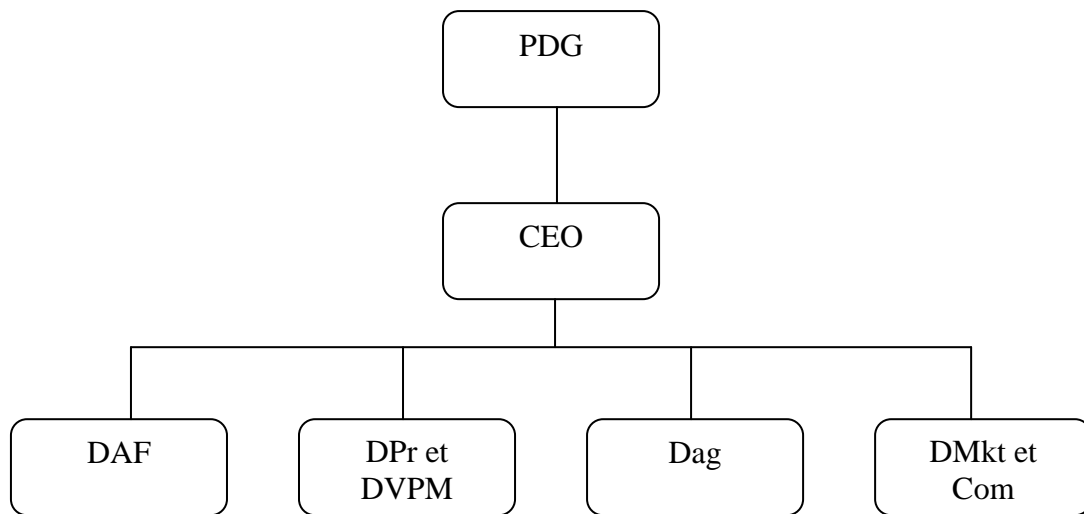 PDG
CEO
DAF
DPr et
DVPM
Dag
DMkt et
Com